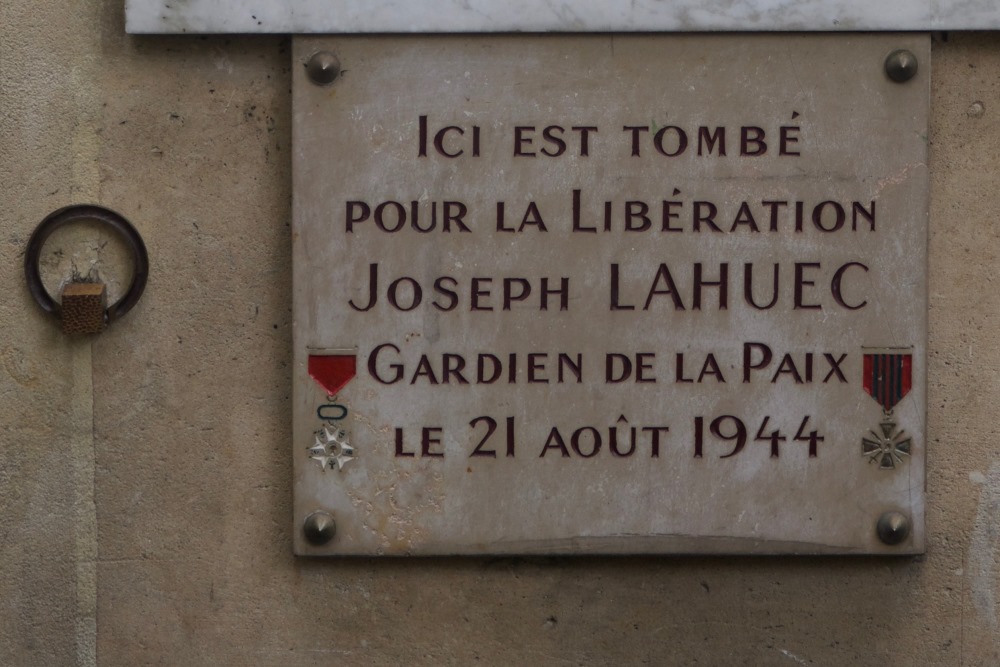 Ici est tombé
pour la Libération
Joseph LAHUEC
Gardien de la Paix
le 21 août 1944